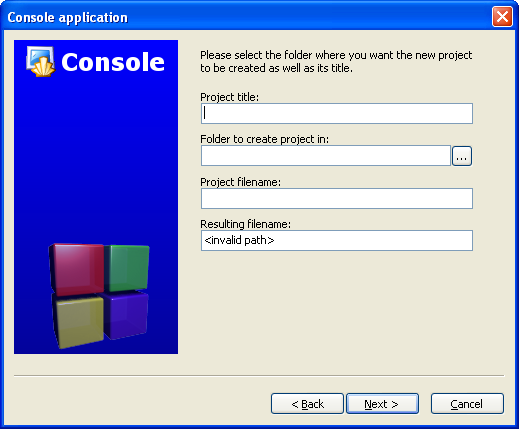 Console application
Console
Please select the folder where you want the new project
to be created as well as its title.
Project title:
Folder to create project in:
...
Project filename:
Resulting filename:
<invalid path>
< Back
Next >
Cancel